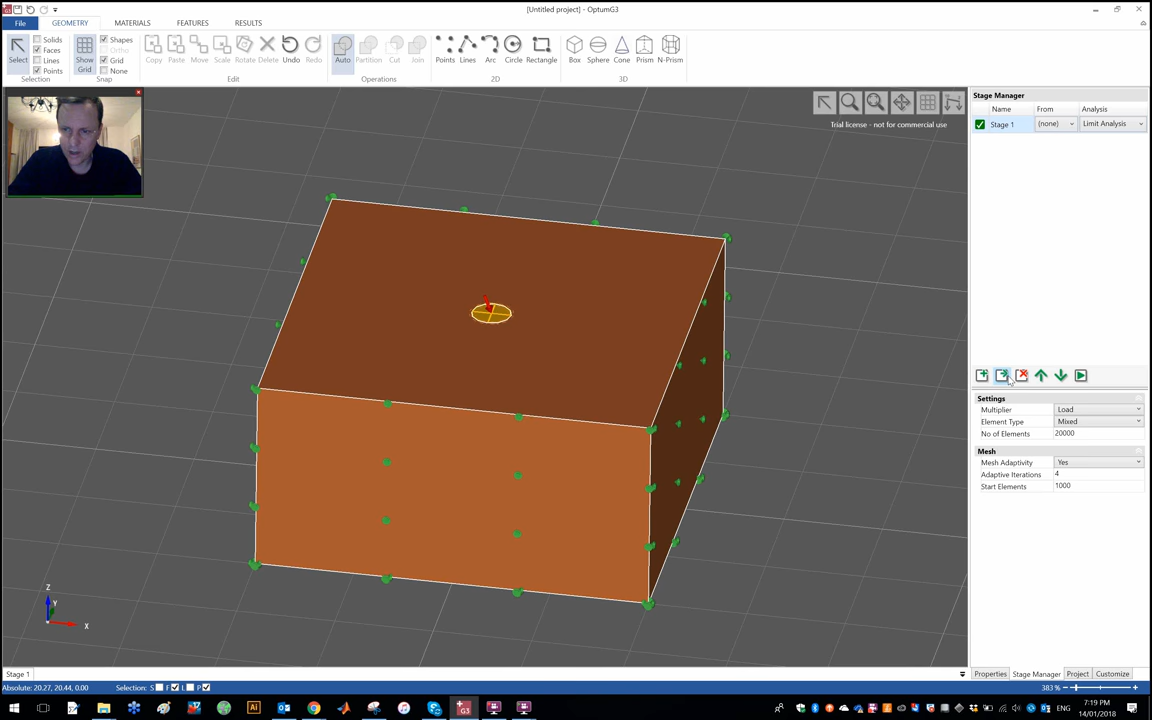 G3
[Untitled project] - OptumG3
File
GEOMETRY
MATERIALS
FEATURES
RESULTS
Select
Solids
Faces
Lines
Points
Selection
Show
Grid
Shapes
Ortho
Grid
None
Snap
Copy
Paste
Move
Scale
Rotate
Delete
Undo
Redo
Edit
Auto
Partition
Cut
Join
Operations
Points
Lines
Arc
Circle
Rectangle
2D
Box
Sphere
Cone
Prism
N-Prism
3D
Trial license - not for commercial use
Stage Manager
Name From Analysis
Stage 1 (none) Limit Analysis
Settings
Multiplier Load
Element Type Mixed
No of Elements 20000
Mesh
Mesh Adaptivity Yes
Adaptive Iterations 4
Start Elements 1000
Z
Y
X
Stage 1
Properties
Stage Manager
Project
Customize
Absolute: 20.27, 20.44, 0.00
Selection: S F L P
383 %
Ai
G3
ENG
7:19 PM
14/01/2018